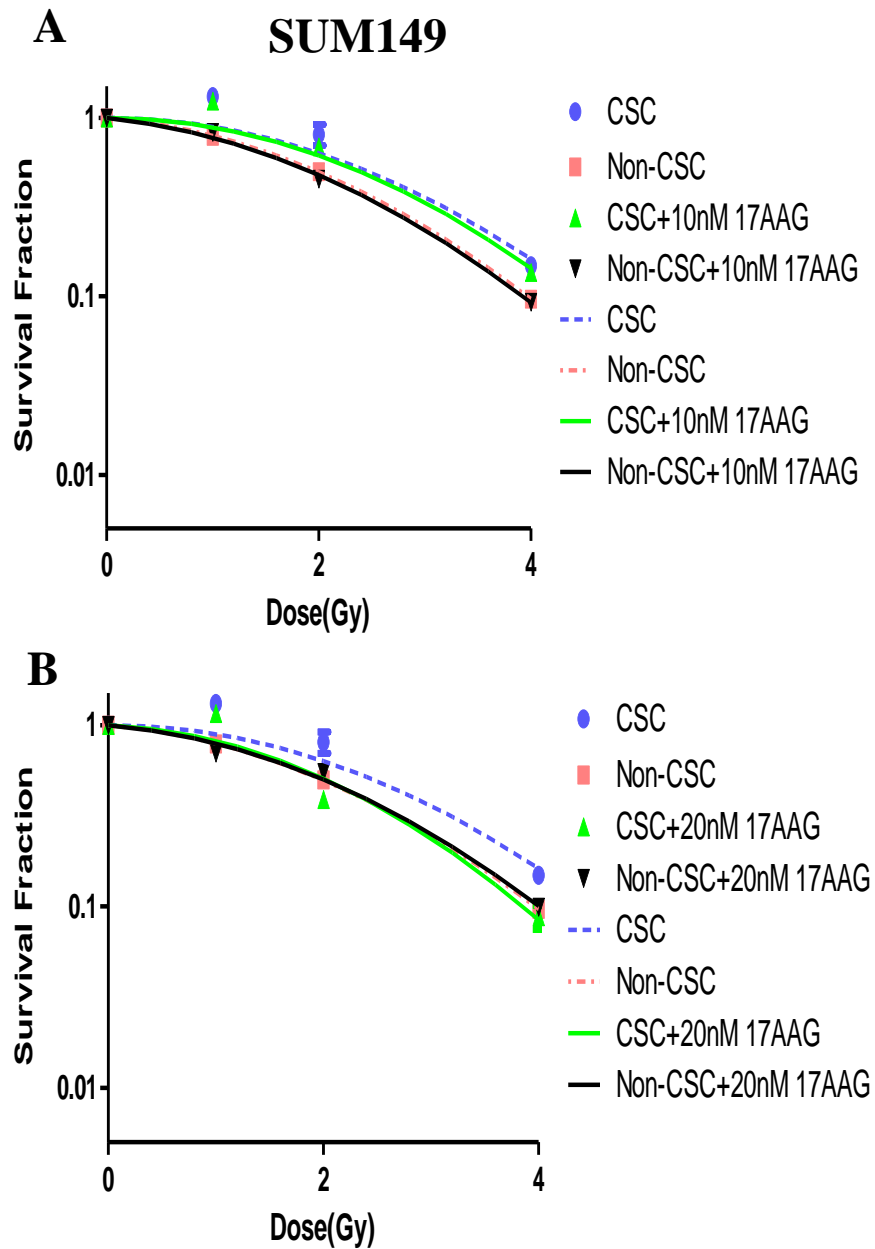 A
SUM149
Survival Fraction
1
0.1
0.01
0
2
4
Dose(Gy)
CSC
Non-CSC
CSC+10nM 17AAG
Non-CSC+10nM 17AAG
CSC
Non-CSC
CSC+10nM 17AAG
Non-CSC+10nM 17AAG
B
Survival Fraction
1
0.1
0.01
0
2
4
Dose(Gy)
CSC
Non-CSC
CSC+20nM 17AAG
Non-CSC+20nM 17AAG
CSC
Non-CSC
CSC+20nM 17AAG
Non-CSC+20nM 17AAG